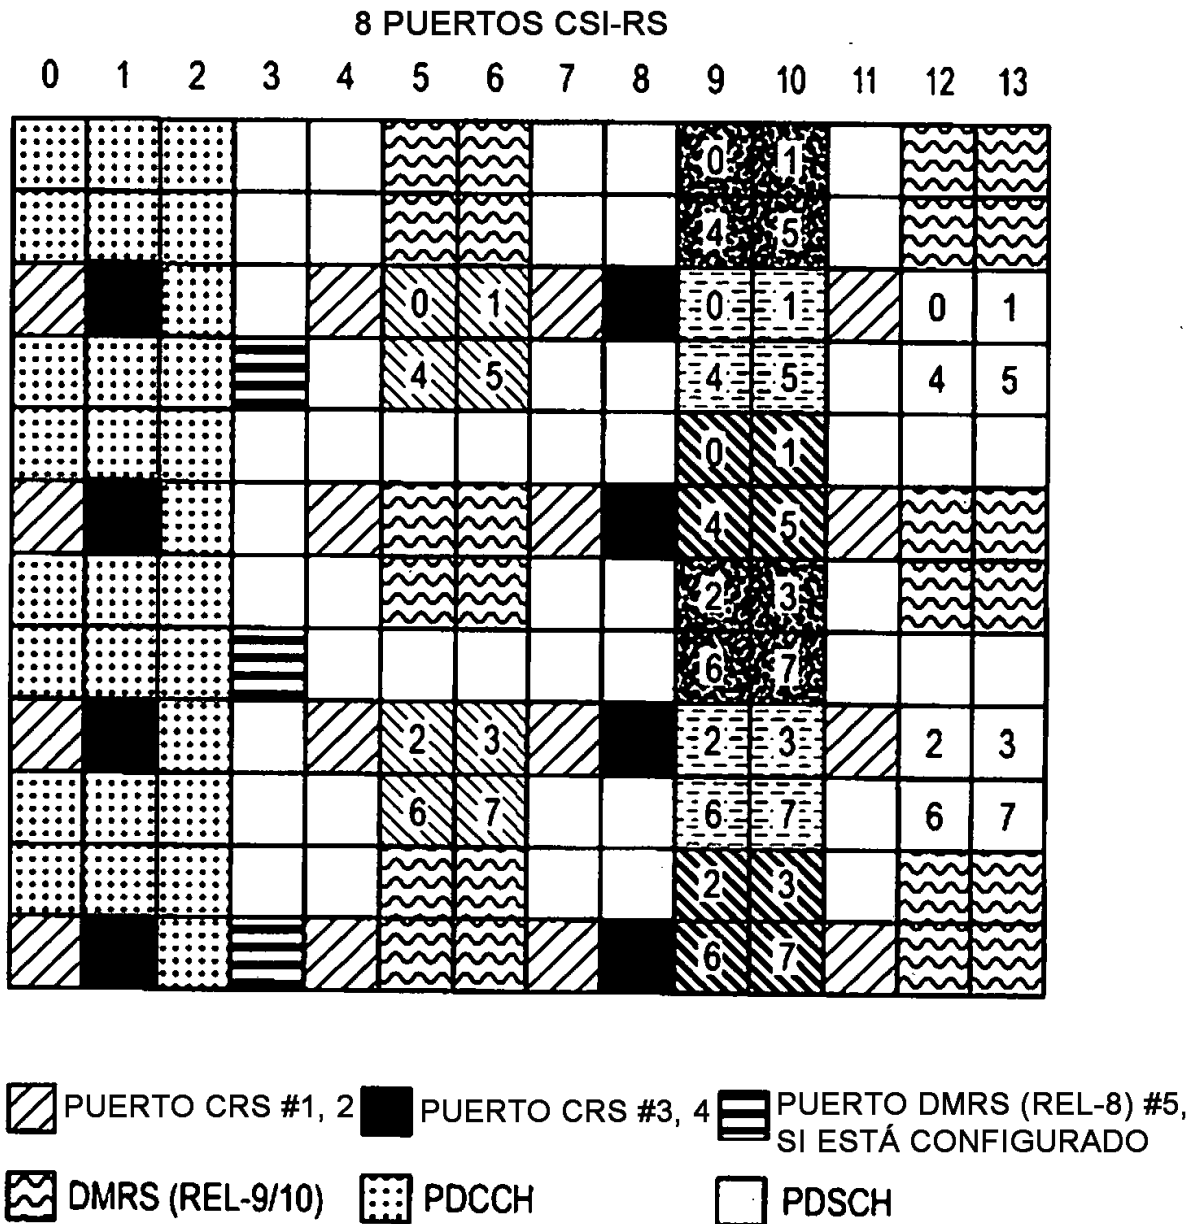 8 PUERTOS CSI-RS
0 1 2 3 4 5 6 7 8 9 10 11 12 13
0 1
4 5
0 1 0 1 0 1
4 5 4 5 4 5
0 1
4 5
2 3
6 7
2 3 2 3 2 3
6 7 6 7 6 7
2 3
6 7
PUERTO CRS #1, 2 PUERTO CRS #3, 4 PUERTO DMRS (REL-8) #5,
SI ESTÁ CONFIGURADO
DMRS (REL-9/10) PDCCH PDSCH